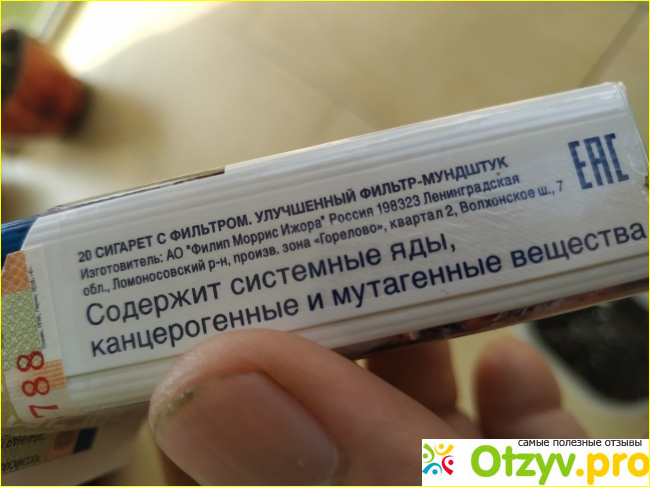 20 СИГАРЕТ С ФИЛЬТРОМ. УЛУЧШЕННЫЙ ФИЛЬТР-МУНДШТУК
Изготовитель: АО "Филип Моррис Ижора" Россия 198323 Ленинградская
обл., Ломоносовский р-н, произв. зона «Горелово», квартал 2, Волхонское ш., 7
EAC
Содержит системные яды,
канцерогенные и мутагенные вещества
788
самые полезные отзывы
Otzyv.pro